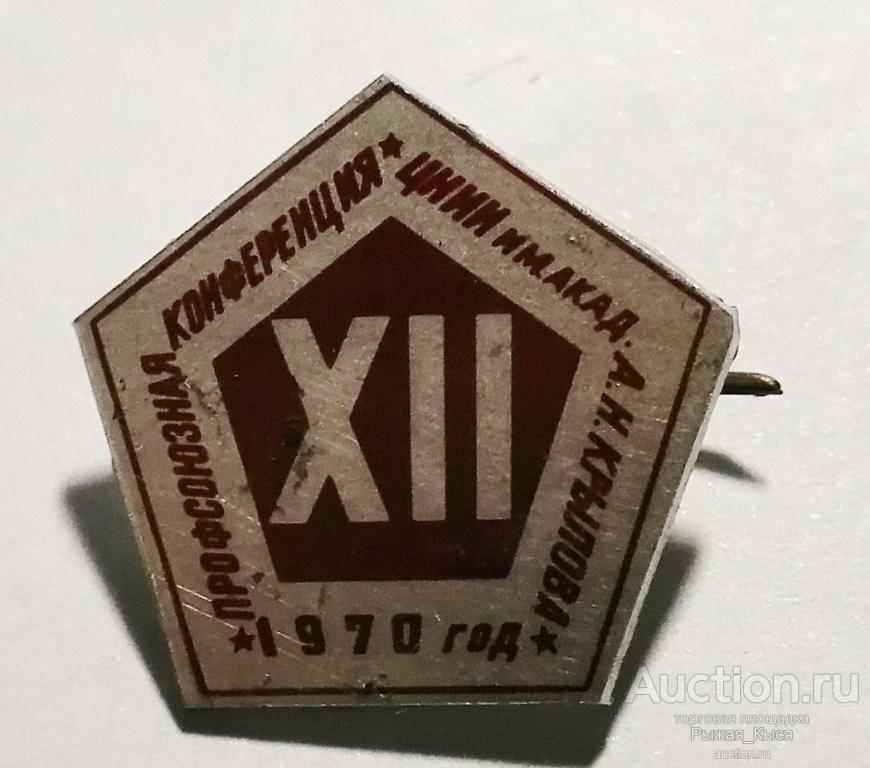 ПРОФСОЮЗНАЯ КОНФЕРЕНЦИЯ
ЦНИИ им. АКАД. А.Н. КРЫЛОВА
XII
1970 год
Auction.ru
торговая площадка
Рыжая_Кыся
auction.ru